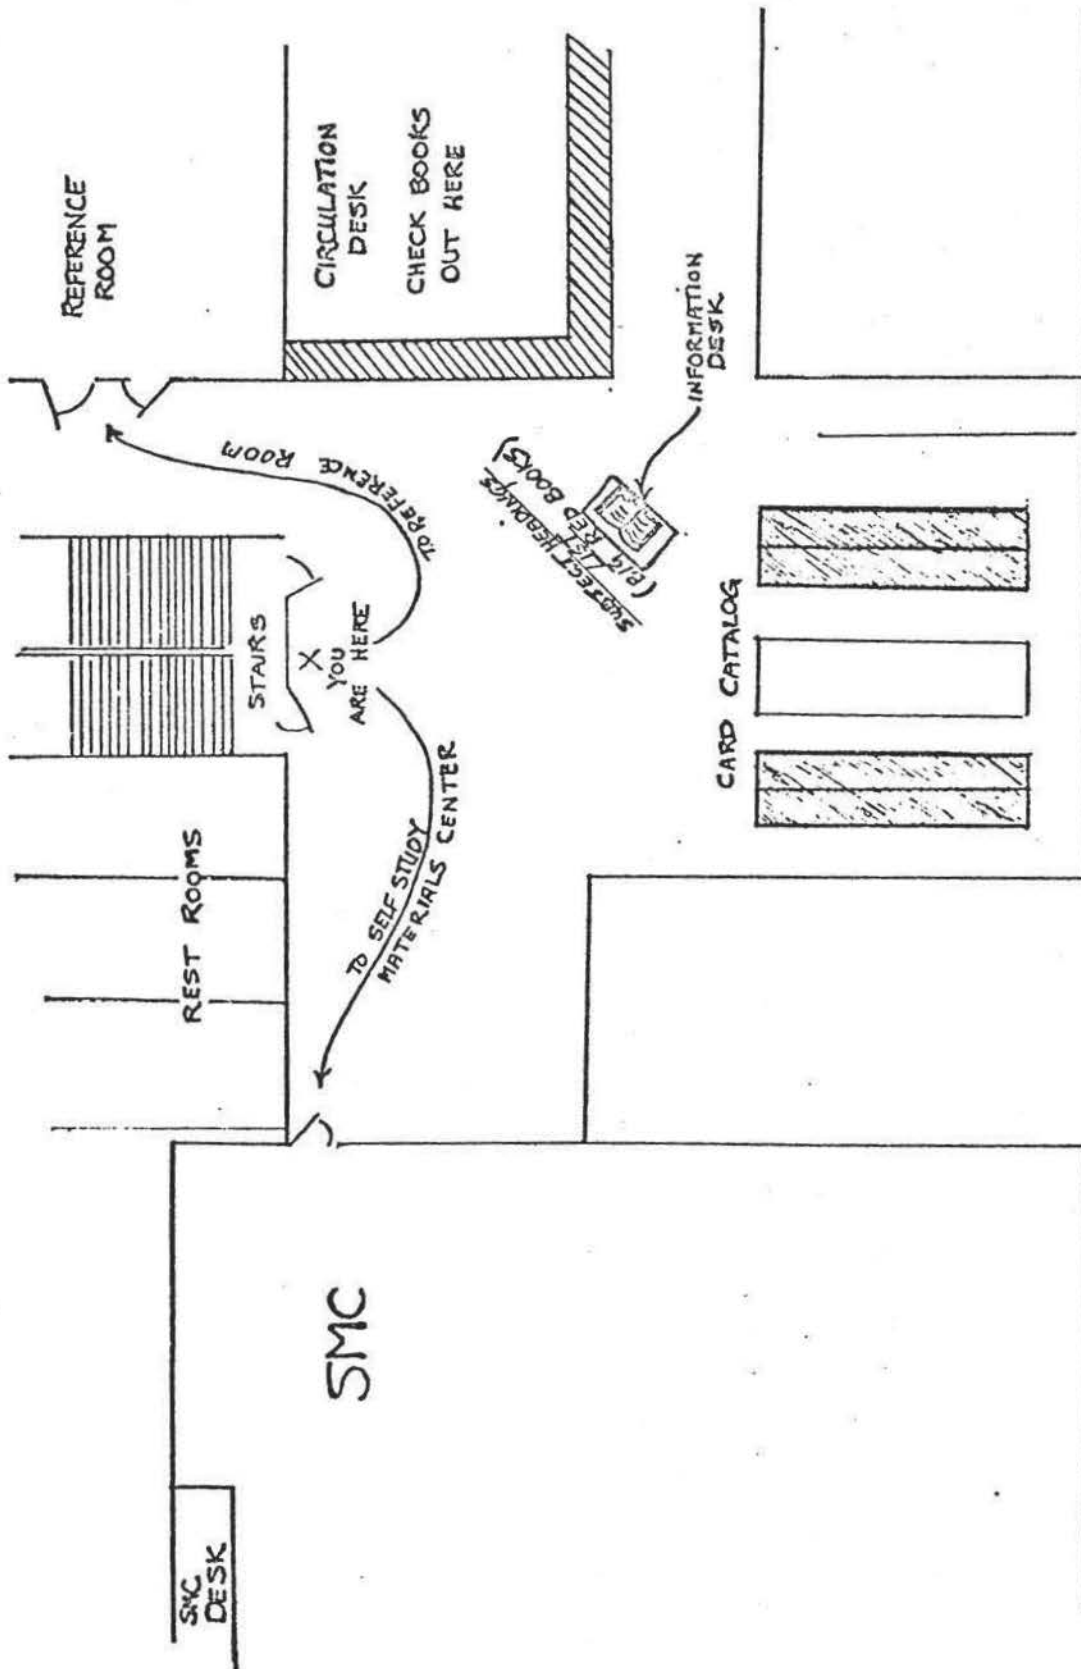 REFERENCE
ROOM
CIRCULATION
DESK
CHECK BOOKS
OUT HERE
INFORMATION
DESK
TO REFERENCE ROOM
SUBJECT HEADINGS
LIST
(BIG RED BOOKS)
STAIRS
X
YOU
ARE HERE
CARD CATALOG
REST ROOMS
TO SELF STUDY
MATERIALS CENTER
SMC
SMC
DESK